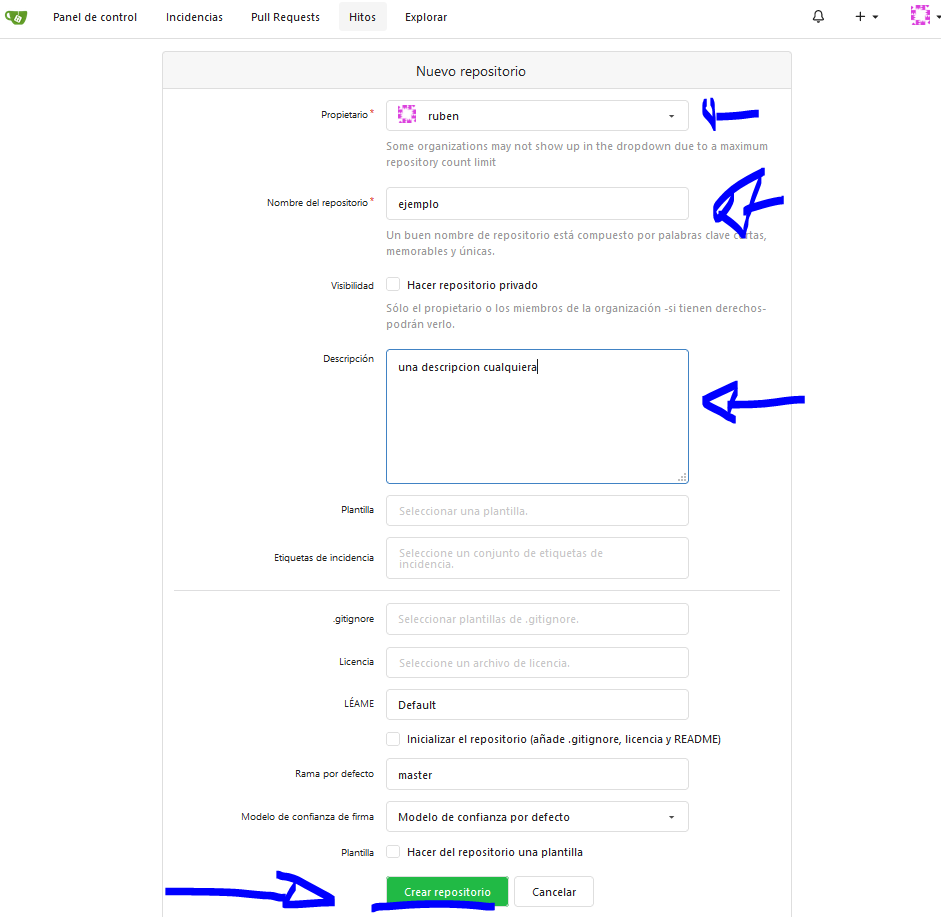 Panel de control Incidencias Pull Requests Hitos Explorar
Nuevo repositorio
Propietario* ruben
Some organizations may not show up in the dropdown due to a maximum
repository count limit
Nombre del repositorio* ejemplo
Un buen nombre de repositorio está compuesto por palabras clave cortas,
memorables y únicas.
Visibilidad Hacer repositorio privado
Sólo el propietario o los miembros de la organización -si tienen derechos-
podrán verlo.
Descripción una descripcion cualquiera
Plantilla Seleccionar una plantilla.
Etiquetas de incidencia Seleccione un conjunto de etiquetas de
incidencia.
.gitignore Seleccionar plantillas de .gitignore.
Licencia Seleccione un archivo de licencia.
LÉAME Default
Inicializar el repositorio (añade .gitignore, licencia y README)
Rama por defecto master
Modelo de confianza de firma Modelo de confianza por defecto
Plantilla Hacer del repositorio una plantilla
Crear repositorio Cancelar